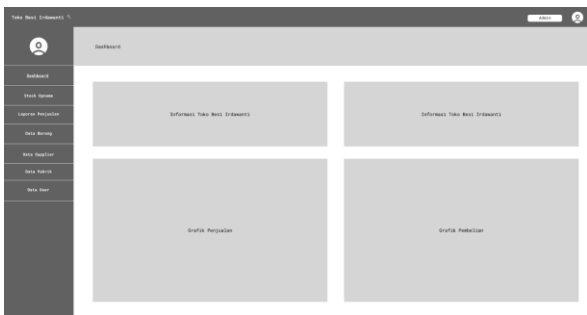 Toko Besi Irdawanti
Admin
Dashboard
Dashboard
Stock Opname
Laporan Penjualan
Data Barang
Data Supplier
Data Pabrik
Data User
Informasi Toko Besi Irdawanti
Informasi Toko Besi Irdawanti
Grafik Penjualan
Grafik Pembelian